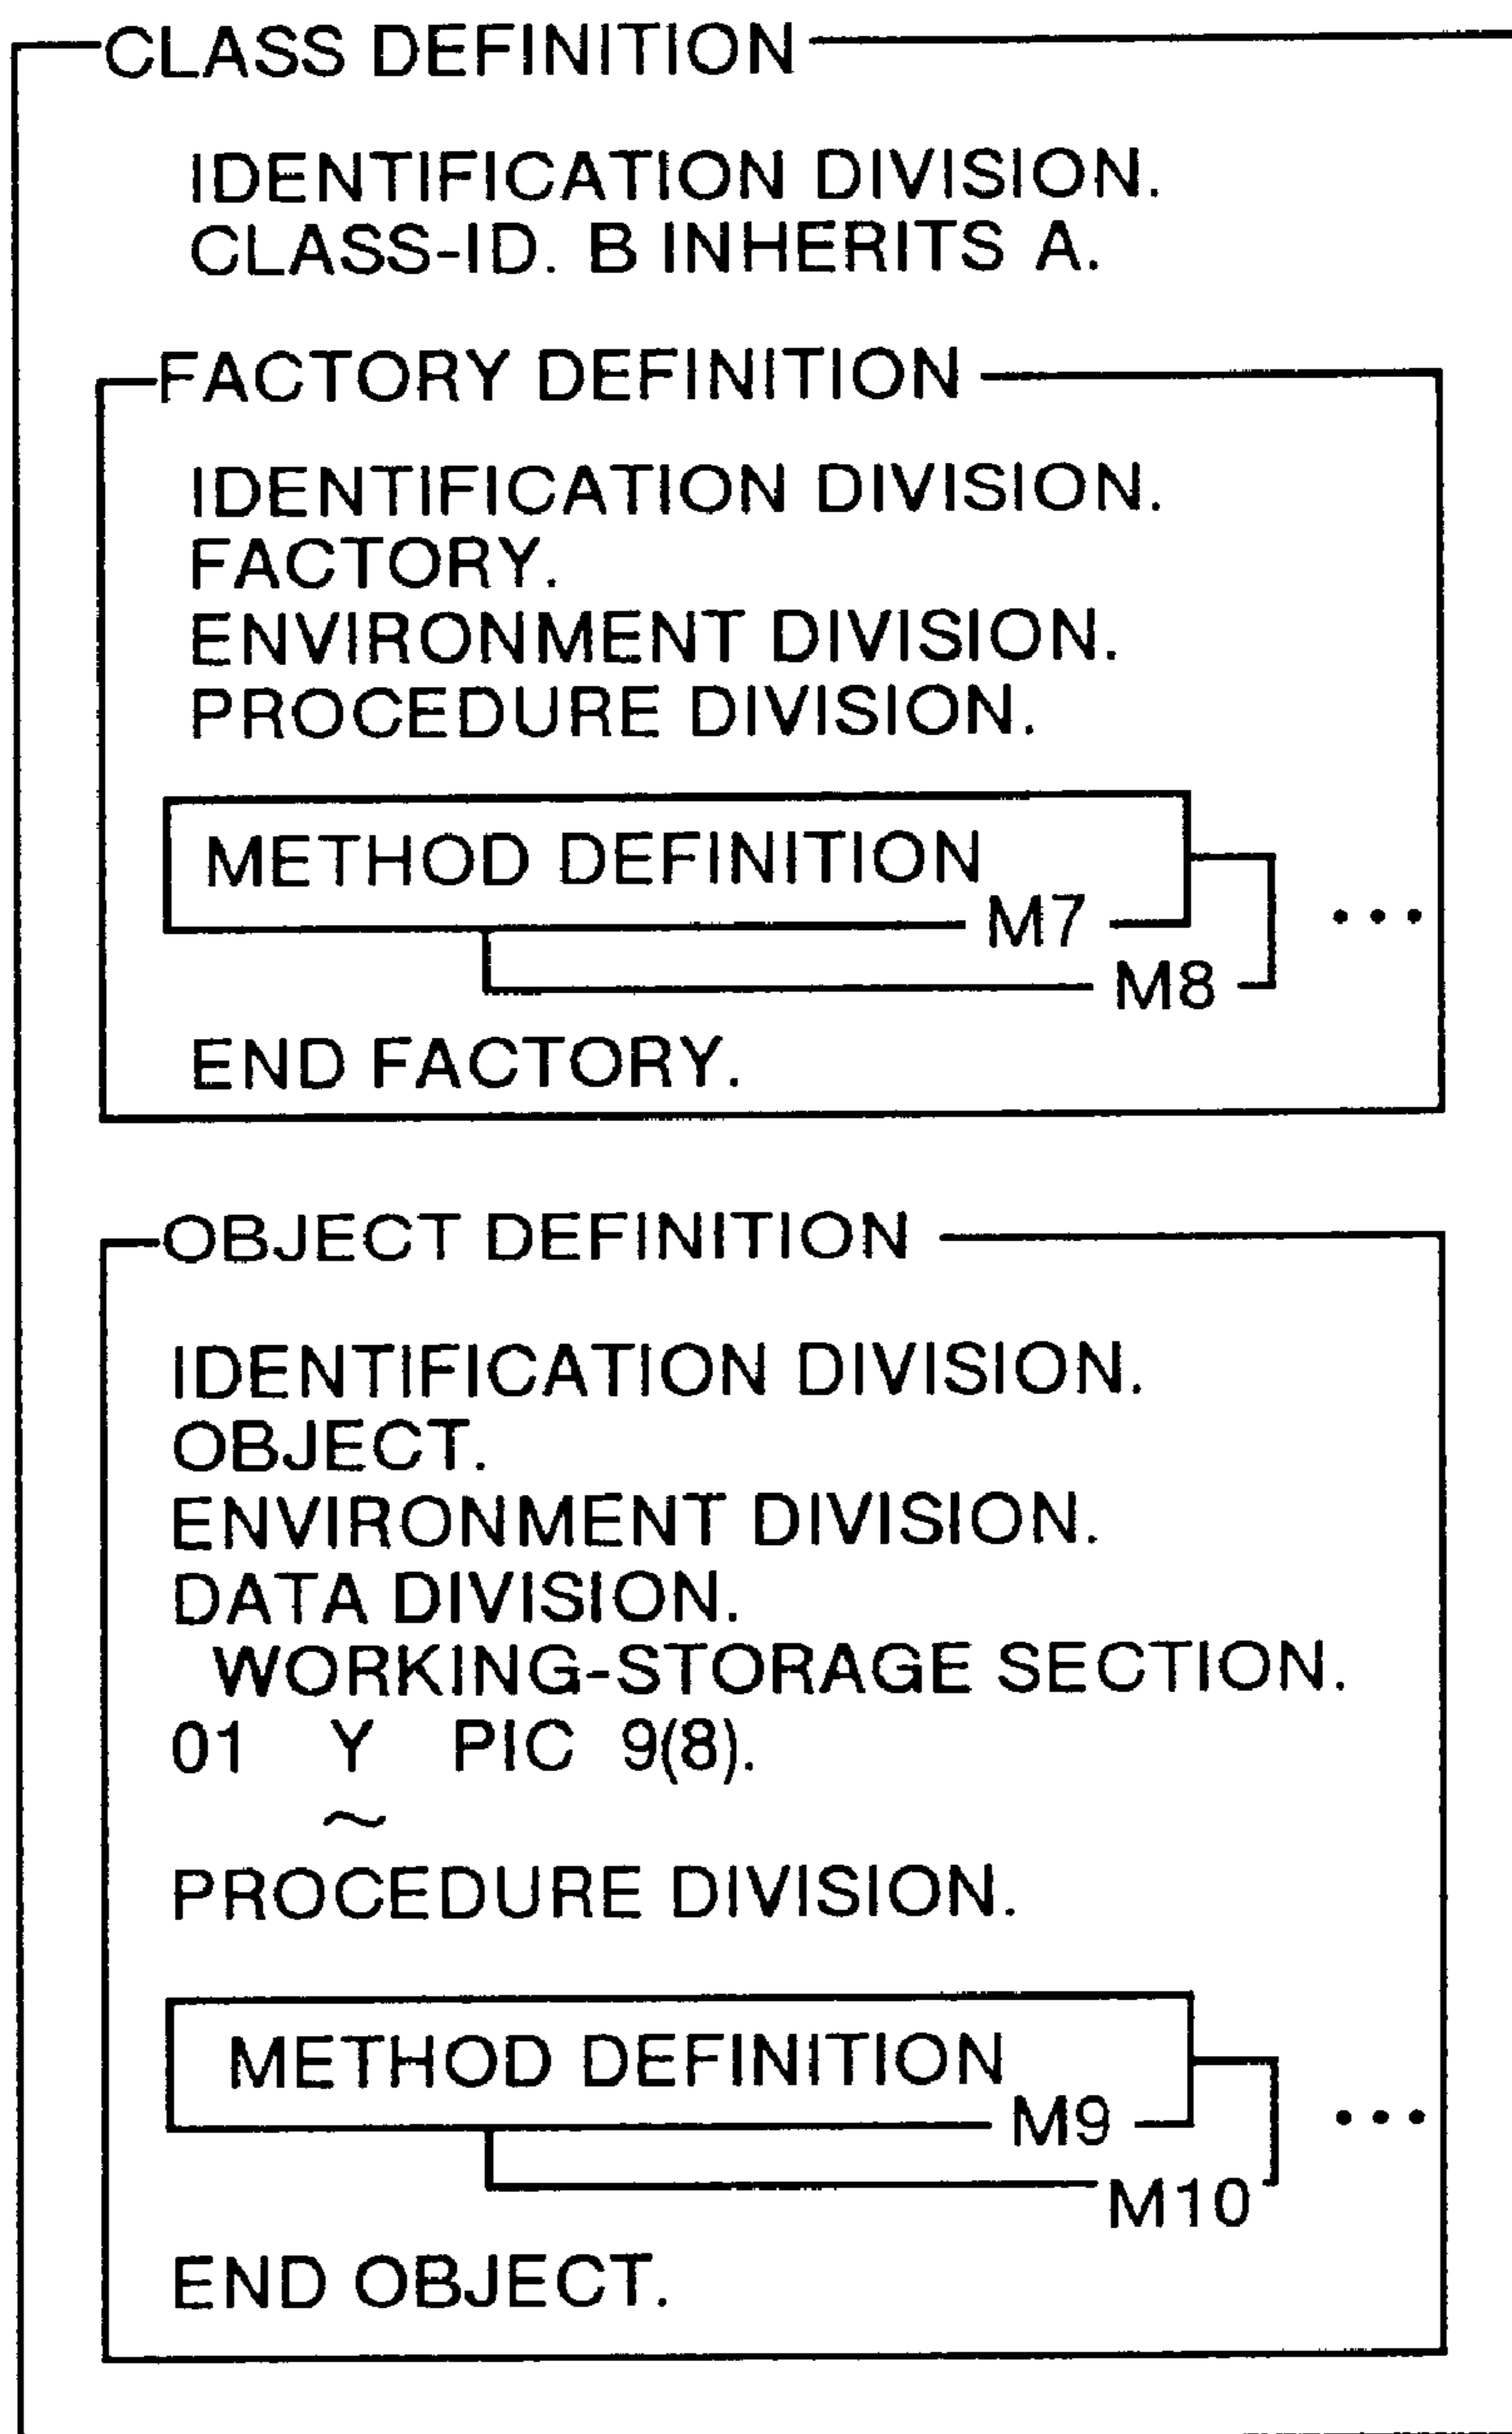 CLASS DEFINITION
IDENTIFICATION DIVISION.
CLASS-ID. B INHERITS A.
FACTORY DEFINITION
IDENTIFICATION DIVISION.
FACTORY.
ENVIRONMENT DIVISION.
PROCEDURE DIVISION.
METHOD DEFINITION
M7
...
M8
END FACTORY.
OBJECT DEFINITION
IDENTIFICATION DIVISION.
OBJECT.
ENVIRONMENT DIVISION.
DATA DIVISION.
WORKING-STORAGE SECTION.
01 Y PIC 9(8).
~
PROCEDURE DIVISION.
METHOD DEFINITION
M9
...
M10
END OBJECT.